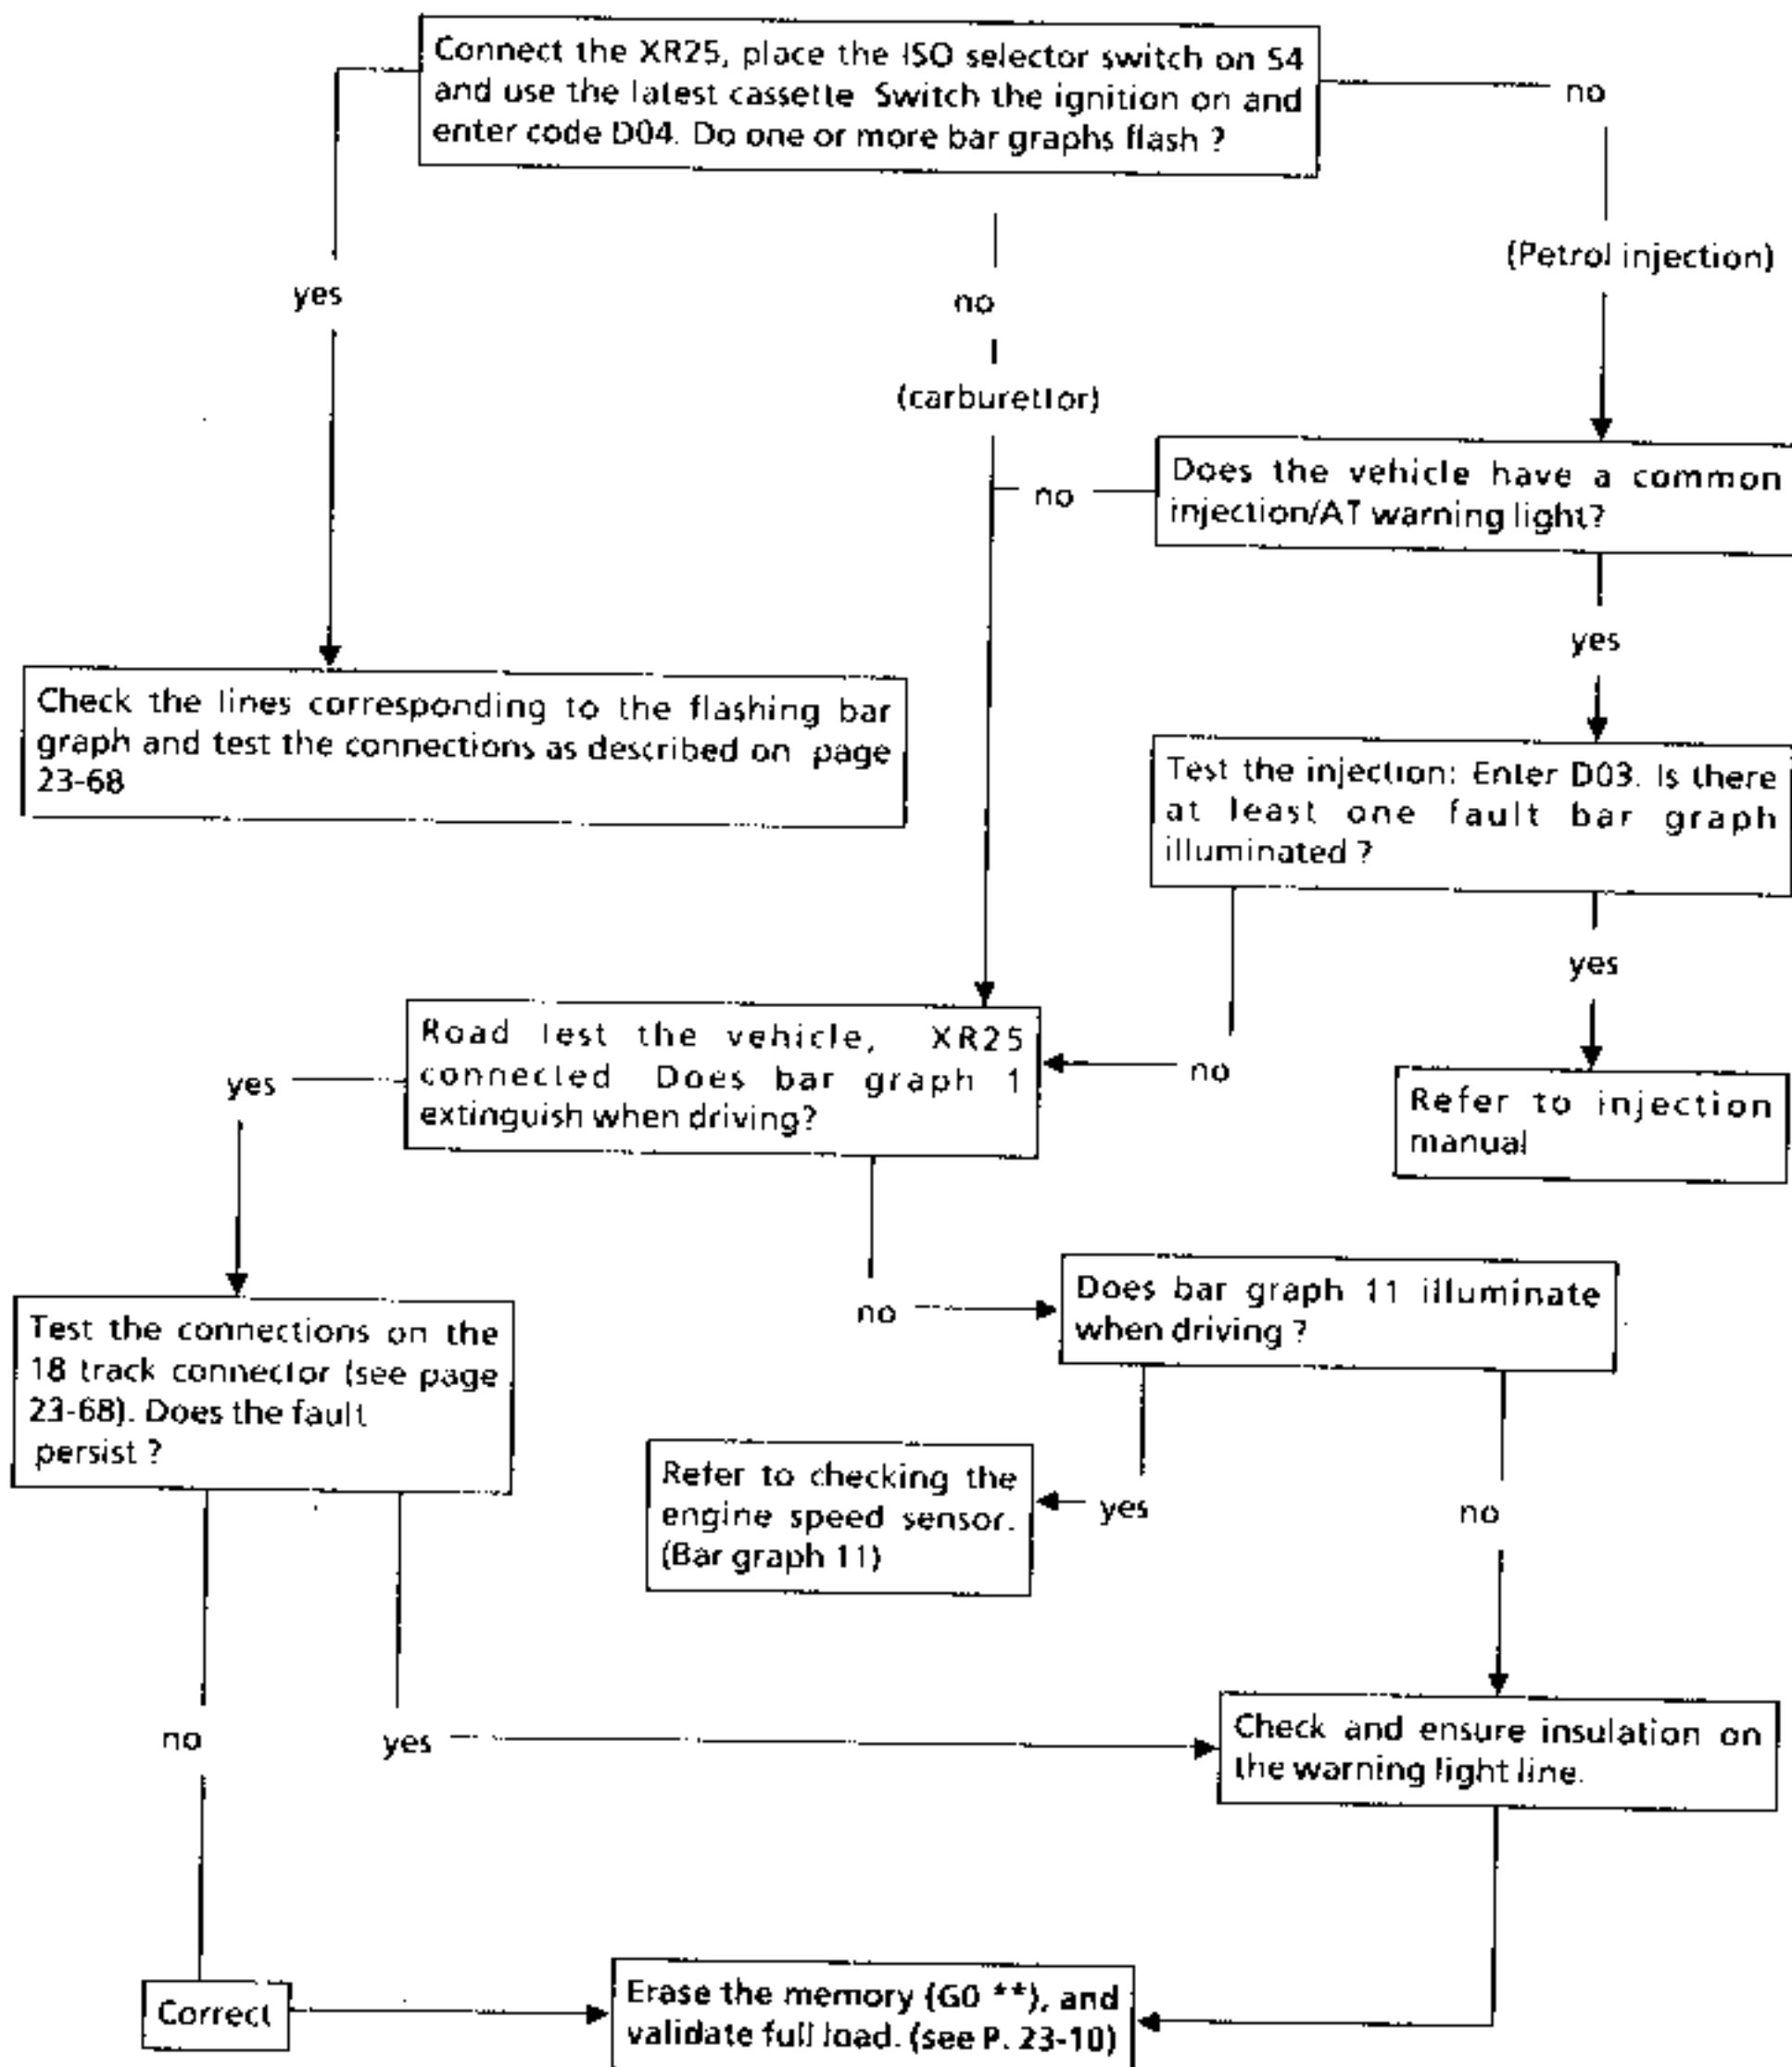 Connect the XR25, place the ISO selector switch on S4
and use the latest cassette Switch the ignition on and
enter code D04. Do one or more bar graphs flash ?
no
(Petrol injection)
yes
no
(carburettor)
Does the vehicle have a common
injection/AT warning light?
no
yes
Check the lines corresponding to the flashing bar
graph and test the connections as described on page
23-68
Test the injection: Enter D03. Is there
at least one fault bar graph
illuminated ?
yes
no
Refer to injection
manual
Road test the vehicle, XR25
connected Does bar graph 1
extinguish when driving?
yes
no
Does bar graph 11 illuminate
when driving ?
Test the connections on the
18 track connector (see page
23-68). Does the fault
persist ?
Refer to checking the
engine speed sensor.
(Bar graph 11)
yes
no
no
yes
Check and ensure insulation on
the warning light line.
Correct
Erase the memory (G0 **), and
validate full load. (see P. 23-10)